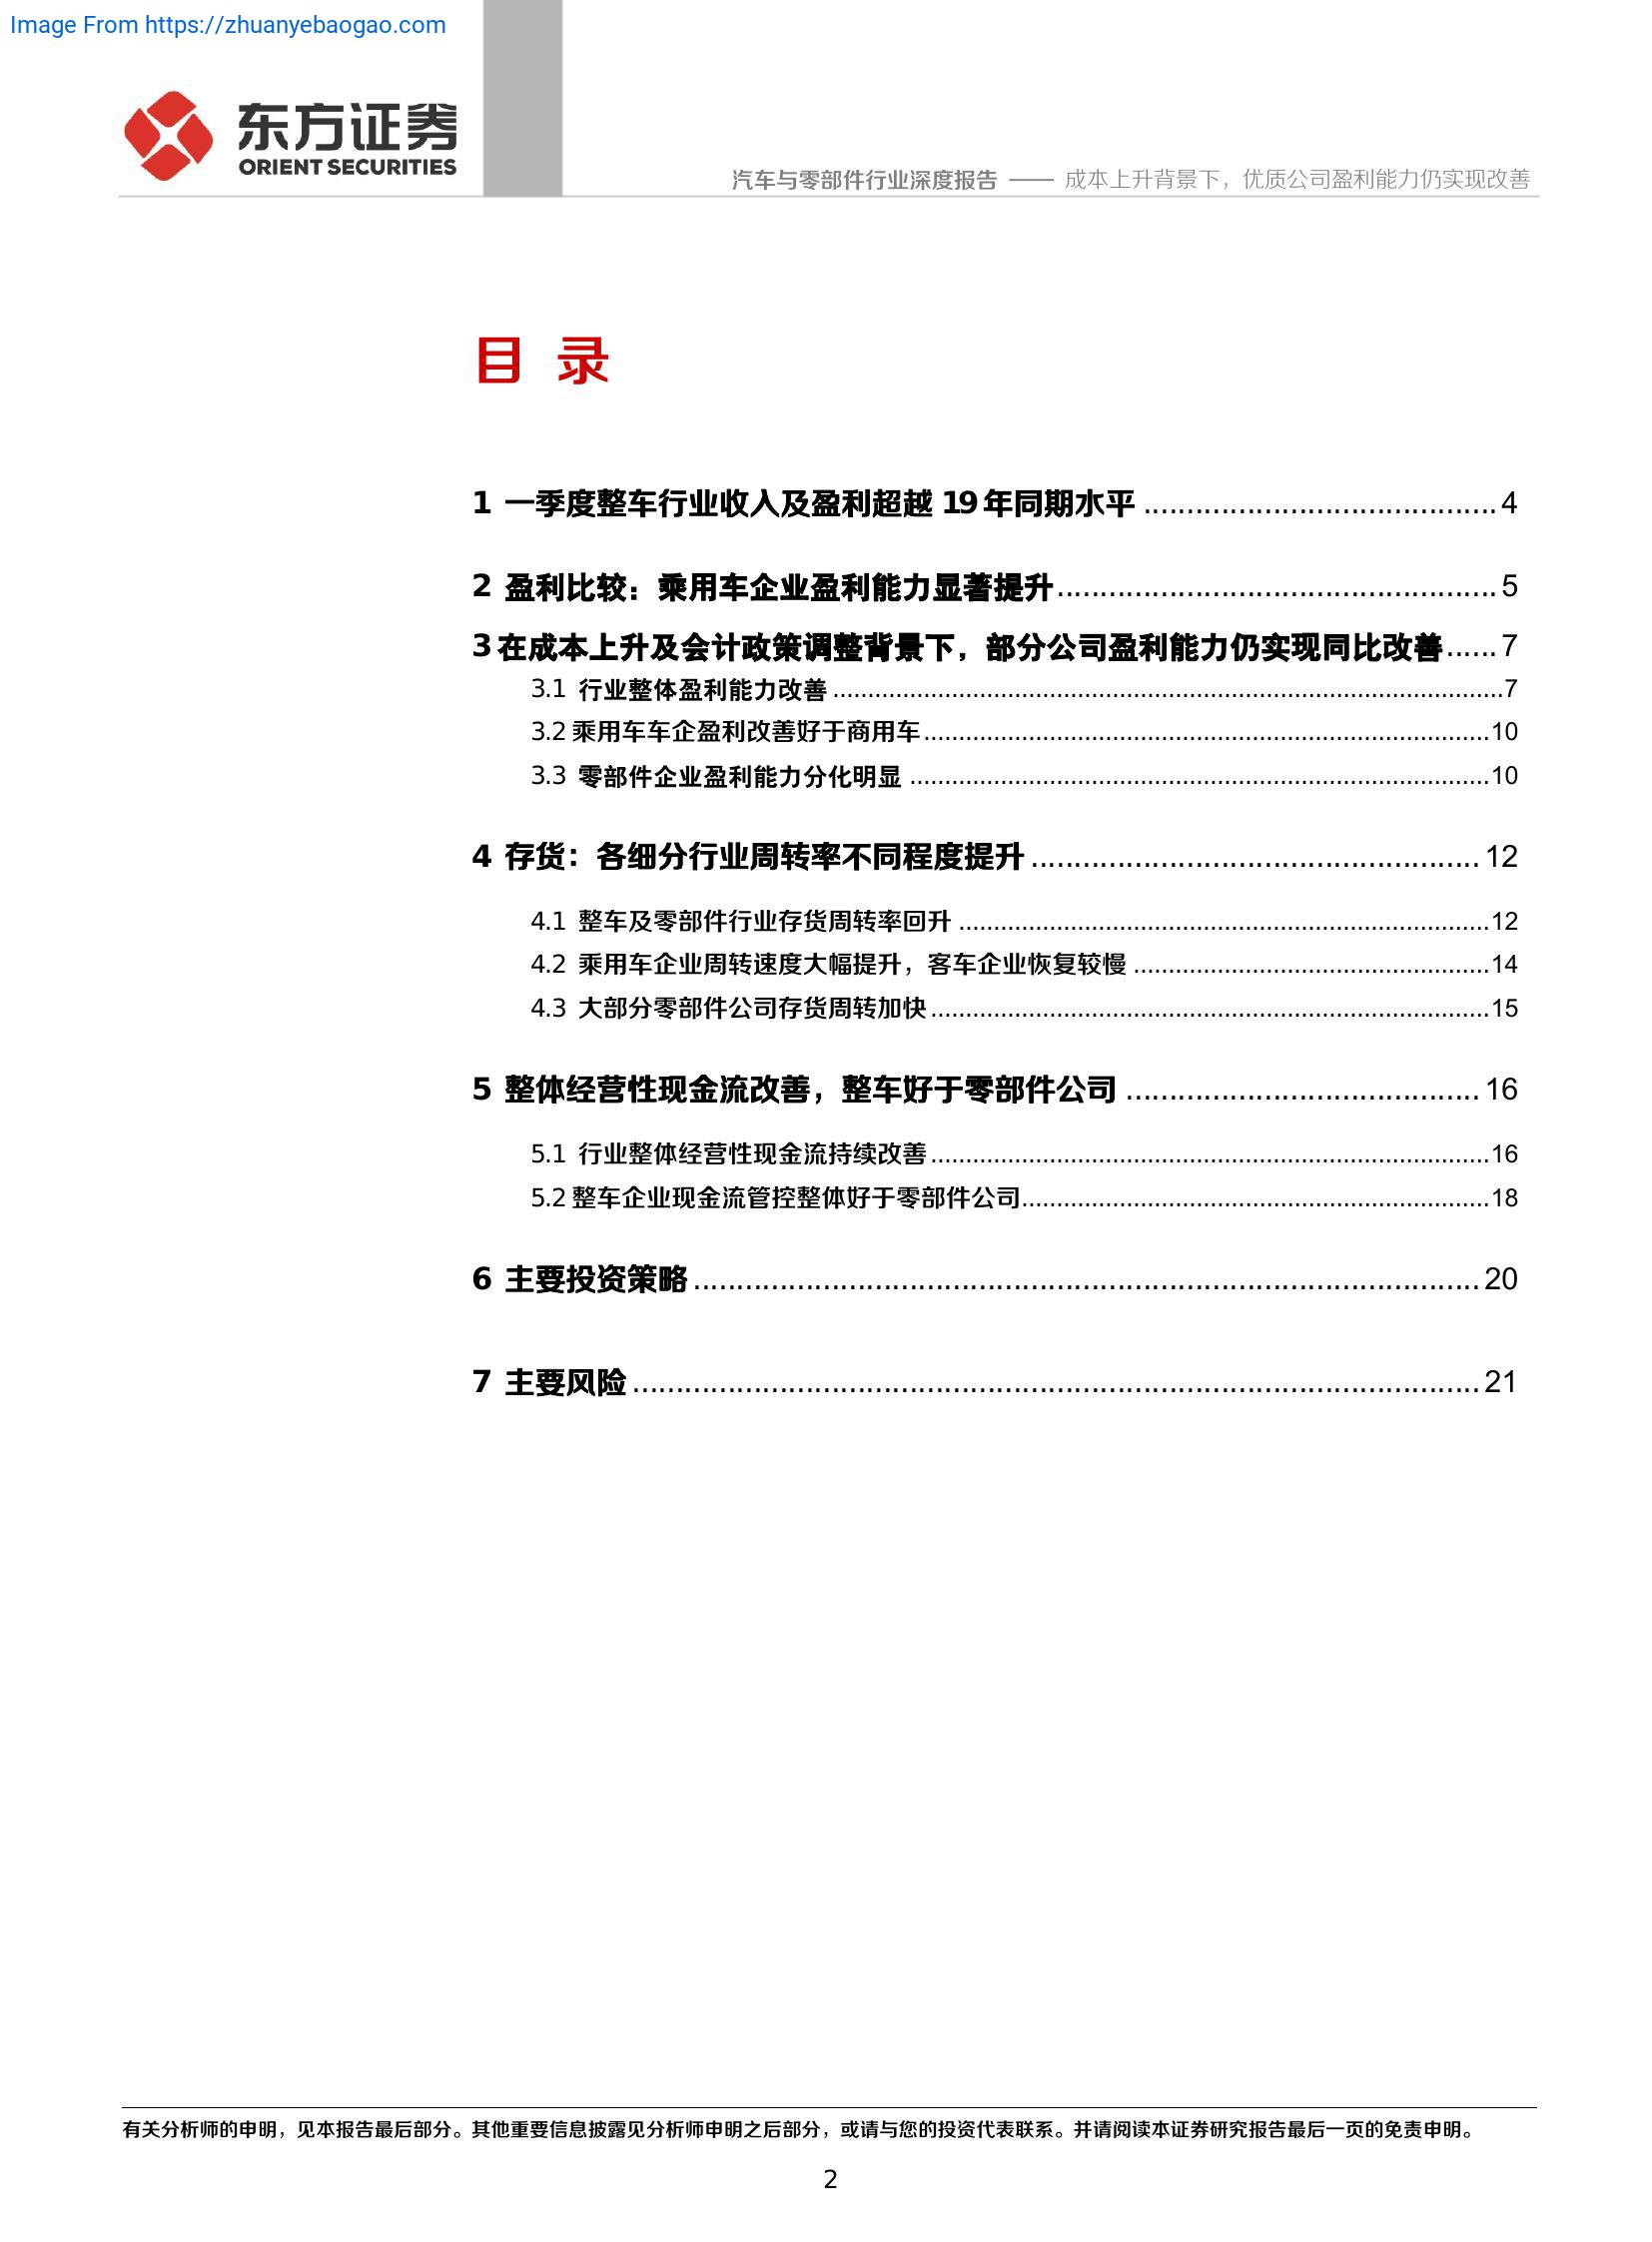 Image From https://zhuanyebaogao.com
东方证券
ORIENT SECURITIES
汽车与零部件行业深度报告 —— 成本上升背景下，优质公司盈利能力仍实现改善
目 录
1 一季度整车行业收入及盈利超越 19 年同期水平 ........................................ 4
2 盈利比较：乘用车企业盈利能力显著提升.................................................. 5
3 在成本上升及会计政策调整背景下，部分公司盈利能力仍实现同比改善...... 7
3.1 行业整体盈利能力改善 ................................................................................................7
3.2 乘用车车企盈利改善好于商用车.................................................................................10
3.3 零部件企业盈利能力分化明显 ...................................................................................10
4 存货：各细分行业周转率不同程度提升 ................................................... 12
4.1 整车及零部件行业存货周转率回升 ............................................................................12
4.2 乘用车企业周转速度大幅提升，客车企业恢复较慢 ...................................................14
4.3 大部分零部件公司存货周转加快................................................................................15
5 整体经营性现金流改善，整车好于零部件公司 ........................................ 16
5.1 行业整体经营性现金流持续改善................................................................................16
5.2 整车企业现金流管控整体好于零部件公司...................................................................18
6 主要投资策略.......................................................................................... 20
7 主要风险 ................................................................................................. 21
有关分析师的申明，见本报告最后部分。其他重要信息披露见分析师申明之后部分，或请与您的投资代表联系。并请阅读本证券研究报告最后一页的免责申明。
2